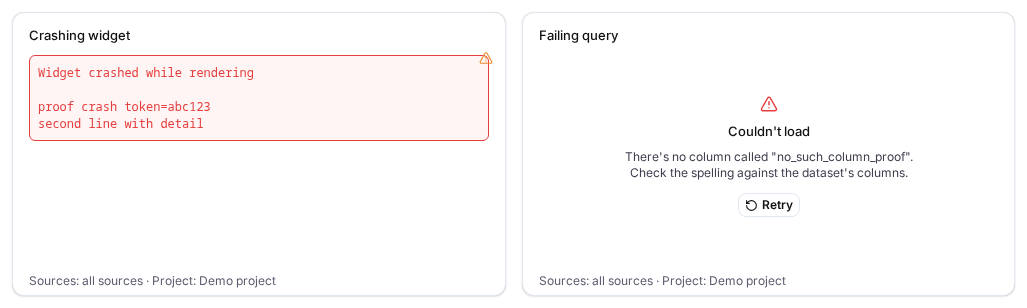 Crashing widget
Widget crashed while rendering
proof crash token=abc123
second line with detail
Sources: all sources · Project: Demo project
Failing query
Couldn't load
There's no column called "no_such_column_proof".
Check the spelling against the dataset's columns.
Retry
Sources: all sources · Project: Demo project